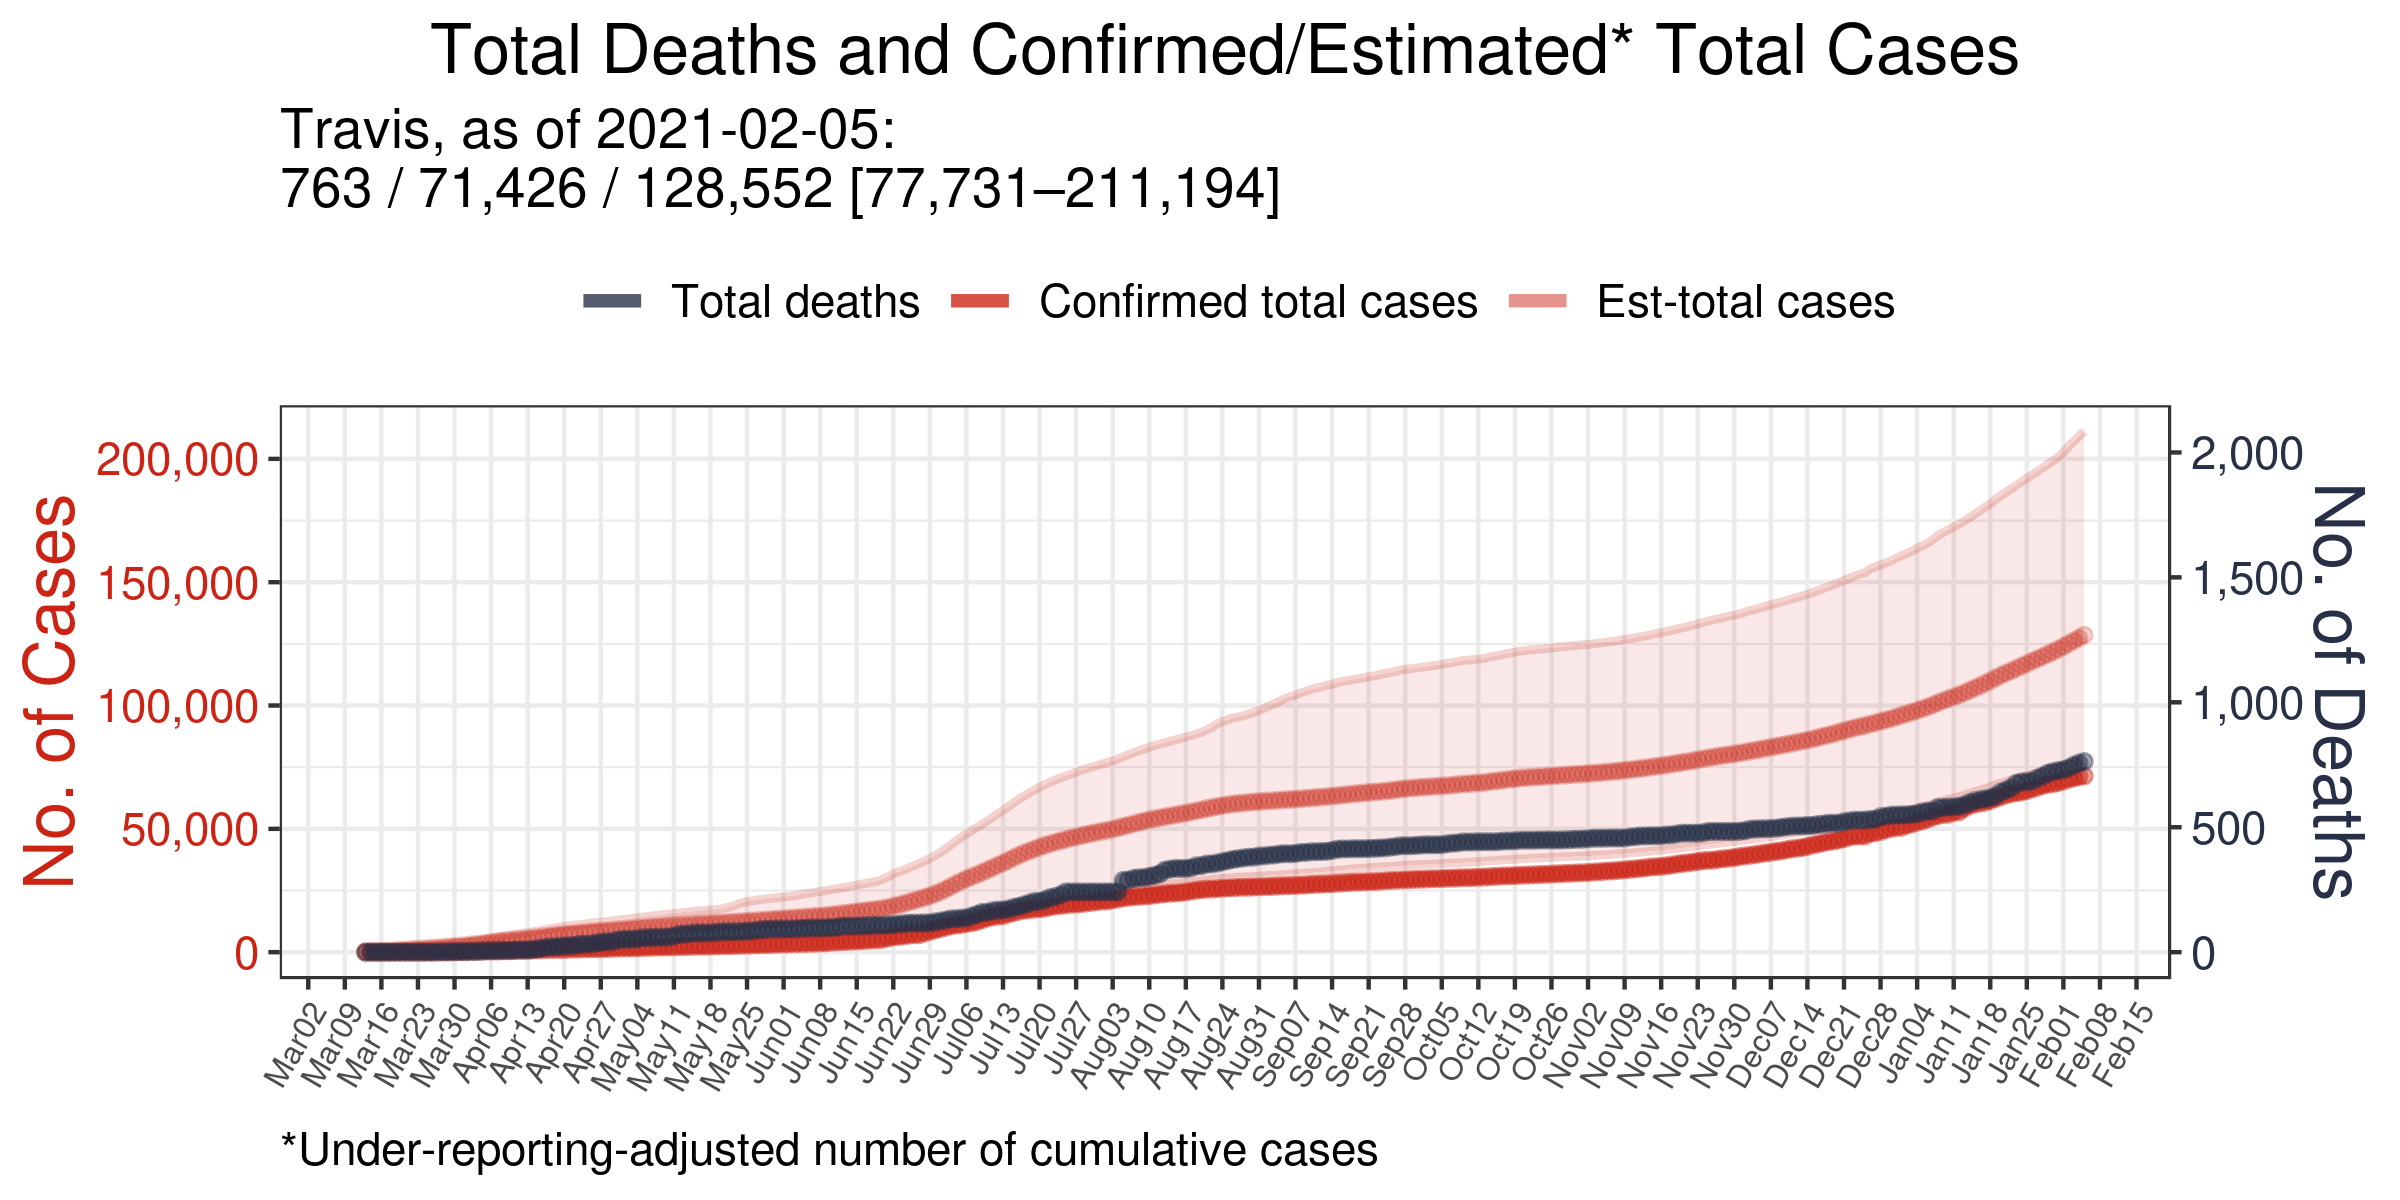 Total Deaths and Confirmed/Estimated* Total Cases
Travis, as of 2021-02-05:
763 / 71,426 / 128,552 [77,731–211,194]
Total deaths
Confirmed total cases
Est-total cases
No. of Cases
200,000
150,000
100,000
50,000
0
2,000
1,500
1,000
500
0
No. of Deaths
Mar02
Mar09
Mar16
Mar23
Mar30
Apr06
Apr13
Apr20
Apr27
May04
May11
May18
May25
Jun01
Jun08
Jun15
Jun22
Jun29
Jul06
Jul13
Jul20
Jul27
Aug03
Aug10
Aug17
Aug24
Aug31
Sep07
Sep14
Sep21
Sep28
Oct05
Oct12
Oct19
Oct26
Nov02
Nov09
Nov16
Nov23
Nov30
Dec07
Dec14
Dec21
Dec28
Jan04
Jan11
Jan18
Jan25
Feb01
Feb08
Feb15
*Under-reporting-adjusted number of cumulative cases